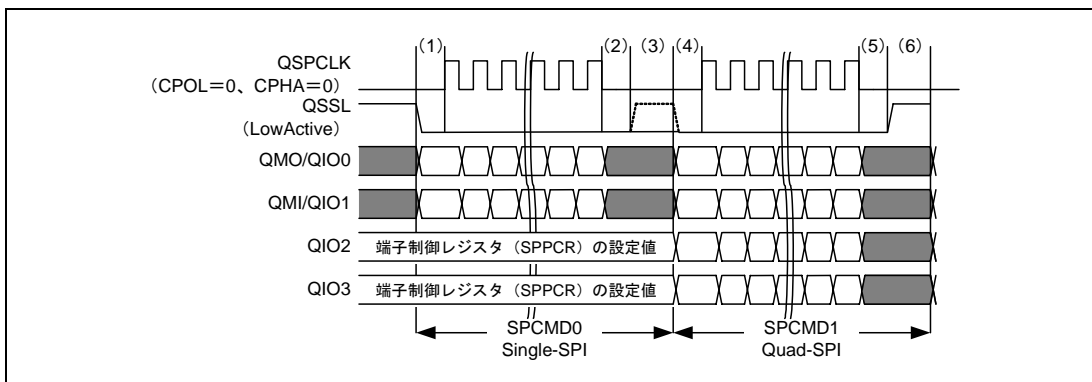 (1) (2) (3) (4) (5) (6)
QSPCLK
(CPOL=0、CPHA=0)
QSSL
(LowActive)
QMO/QIO0
QMI/QIO1
QIO2 端子制御レジスタ(SPPCR)の設定値
QIO3 端子制御レジスタ(SPPCR)の設定値
SPCMD0 SPCMD1
Single-SPI Quad-SPI